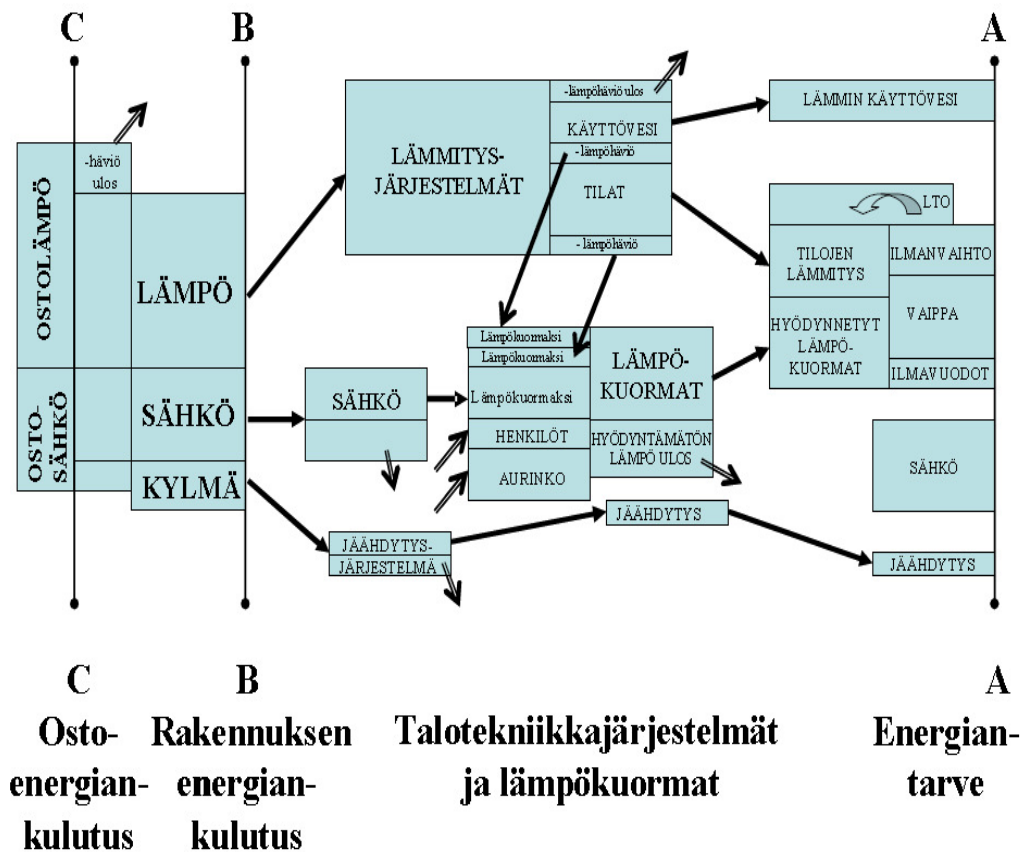 C
B
A
-häviö
ulos
OSTOLÄMPÖ
OSTO-
SÄHKÖ
LÄMPÖ
SÄHKÖ
KYLMÄ
LÄMMITYS-
JÄRJESTELMÄT
-lämpöhäviö ulos
KÄYTTÖVESI
- lämpöhäviö
TILAT
- lämpöhäviö
LÄMMIN KÄYTTÖVESI
LTO
TILOJEN
LÄMMITYS
ILMANVAIHTO
HYÖDYNNETYT
LÄMPÖ-
KUORMAT
VAIPPA
ILMAVUODOT
SÄHKÖ
Lämpökuormaksi
Lämpökuormaksi
Lämpökuormaksi
HENKILÖT
AURINKO
LÄMPÖ-
KUORMAT
HYÖDYNTÄMÄTÖN
LÄMPÖ ULOS
SÄHKÖ
JÄÄHDYTYS-
JÄRJESTELMÄ
JÄÄHDYTYS
JÄÄHDYTYS
C
B
A
Osto-
energian-
kulutus
Rakennuksen
energian-
kulutus
Talotekniikkajärjestelmät
ja lämpökuormat
Energian-
tarve